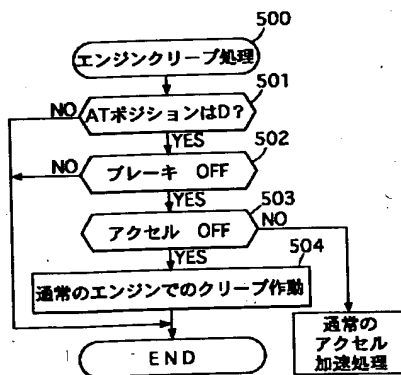 500
エンジンクリープ処理
501
ATポジションはD?
NO
YES
502
ブレーキ OFF
NO
YES
503
アクセル OFF
NO
YES
504
通常のエンジンでのクリープ作動
通常の
アクセル
加速処理
END